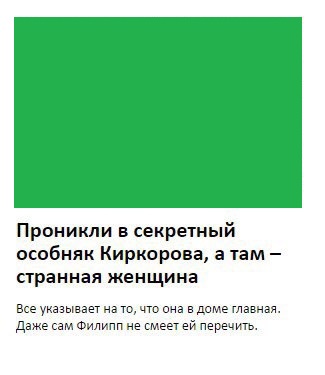 Проникли в секретный
особняк Киркорова, а там –
странная женщина
Все указывает на то, что она в доме главная.
Даже сам Филипп не смеет ей перечить.